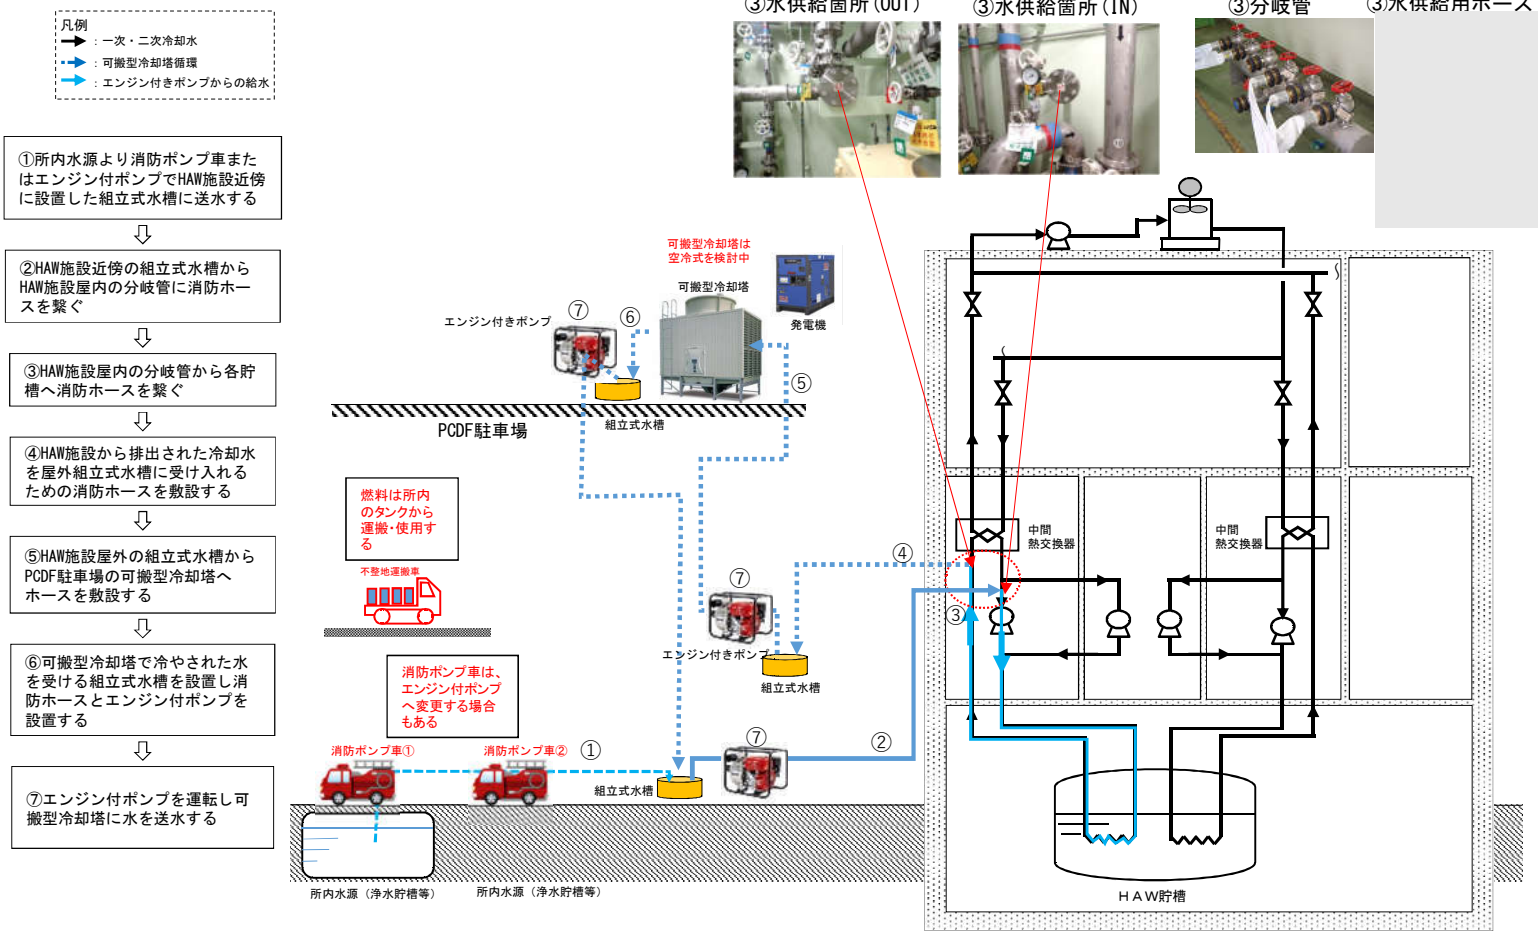 凡例
：一次・二次冷却水
：可搬型冷却塔循環
：エンジン付きポンプからの給水
①所内水源より消防ポンプ車また
はエンジン付ポンプでHAW施設近傍
に設置した組立式水槽に送水する
②HAW施設近傍の組立式水槽から
HAW施設屋内の分岐管に消防ホー
スを繋ぐ
③HAW施設屋内の分岐管から各貯
槽へ消防ホースを繋ぐ
④HAW施設から排出された冷却水
を屋外組立式水槽に受け入れる
ための消防ホースを敷設する
⑤HAW施設屋外の組立式水槽から
PCDF駐車場の可搬型冷却塔へ
ホースを敷設する
⑥可搬型冷却塔で冷やされた水
を受ける組立式水槽を設置し消
防ホースとエンジン付ポンプを
設置する
⑦エンジン付ポンプを運転し可
搬型冷却塔に水を送水する
③水供給箇所(OUT)
③水供給箇所(IN)
③分岐管
③水供給用ホース
可搬型冷却塔は
空冷式を検討中
可搬型冷却塔
発電機
エンジン付きポンプ
⑦
⑥
⑤
組立式水槽
PCDF駐車場
燃料は所内
のタンクから
運搬・使用す
る
不整地運搬車
④
⑦
エンジン付きポンプ
組立式水槽
③
中間
熱交換器
中間
熱交換器
消防ポンプ車は、
エンジン付ポンプ
へ変更する場合
もある
消防ポンプ車①
消防ポンプ車②
①
組立式水槽
⑦
②
所内水源（浄水貯槽等）
所内水源（浄水貯槽等）
ＨＡＷ貯槽